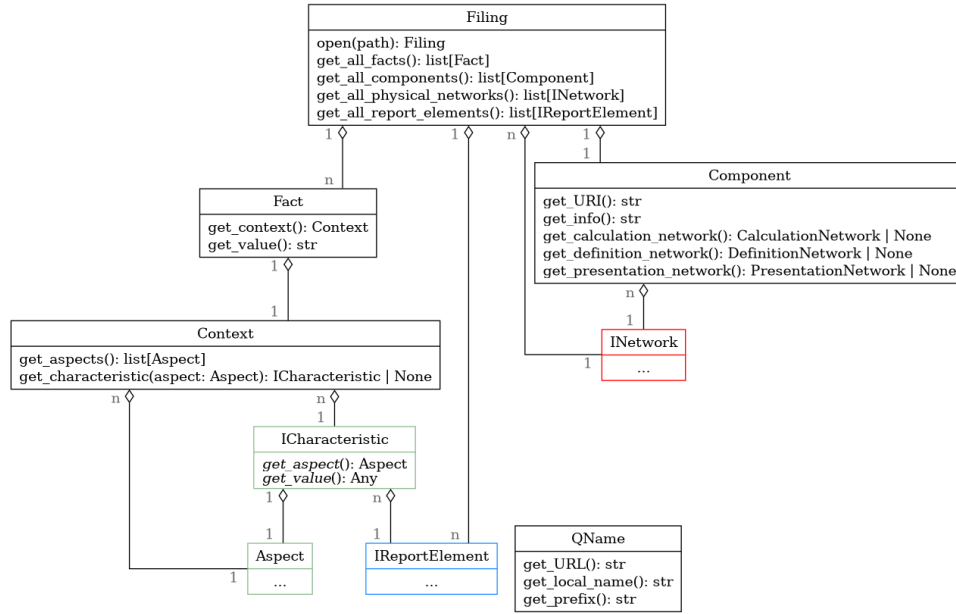 Filing
open(path): Filing
get_all_facts(): list[Fact]
get_all_components(): list[Component]
get_all_physical_networks(): list[INetwork]
get_all_report_elements(): list[IReportElement]
1
1
n
1
n
1
Component
get_URI(): str
get_info(): str
get_calculation_network(): CalculationNetwork | None
get_definition_network(): DefinitionNetwork | None
get_presentation_network(): PresentationNetwork | None
Fact
get_context(): Context
get_value(): str
1
n
1
1
Context
get_aspects(): list[Aspect]
get_characteristic(aspect: Aspect): ICharacteristic | None
INetwork
...
1
n
n
1
ICharacteristic
get_aspect(): Aspect
get_value(): Any
1
n
1
1
n
Aspect
...
1
IReportElement
...
QName
get_URL(): str
get_local_name(): str
get_prefix(): str